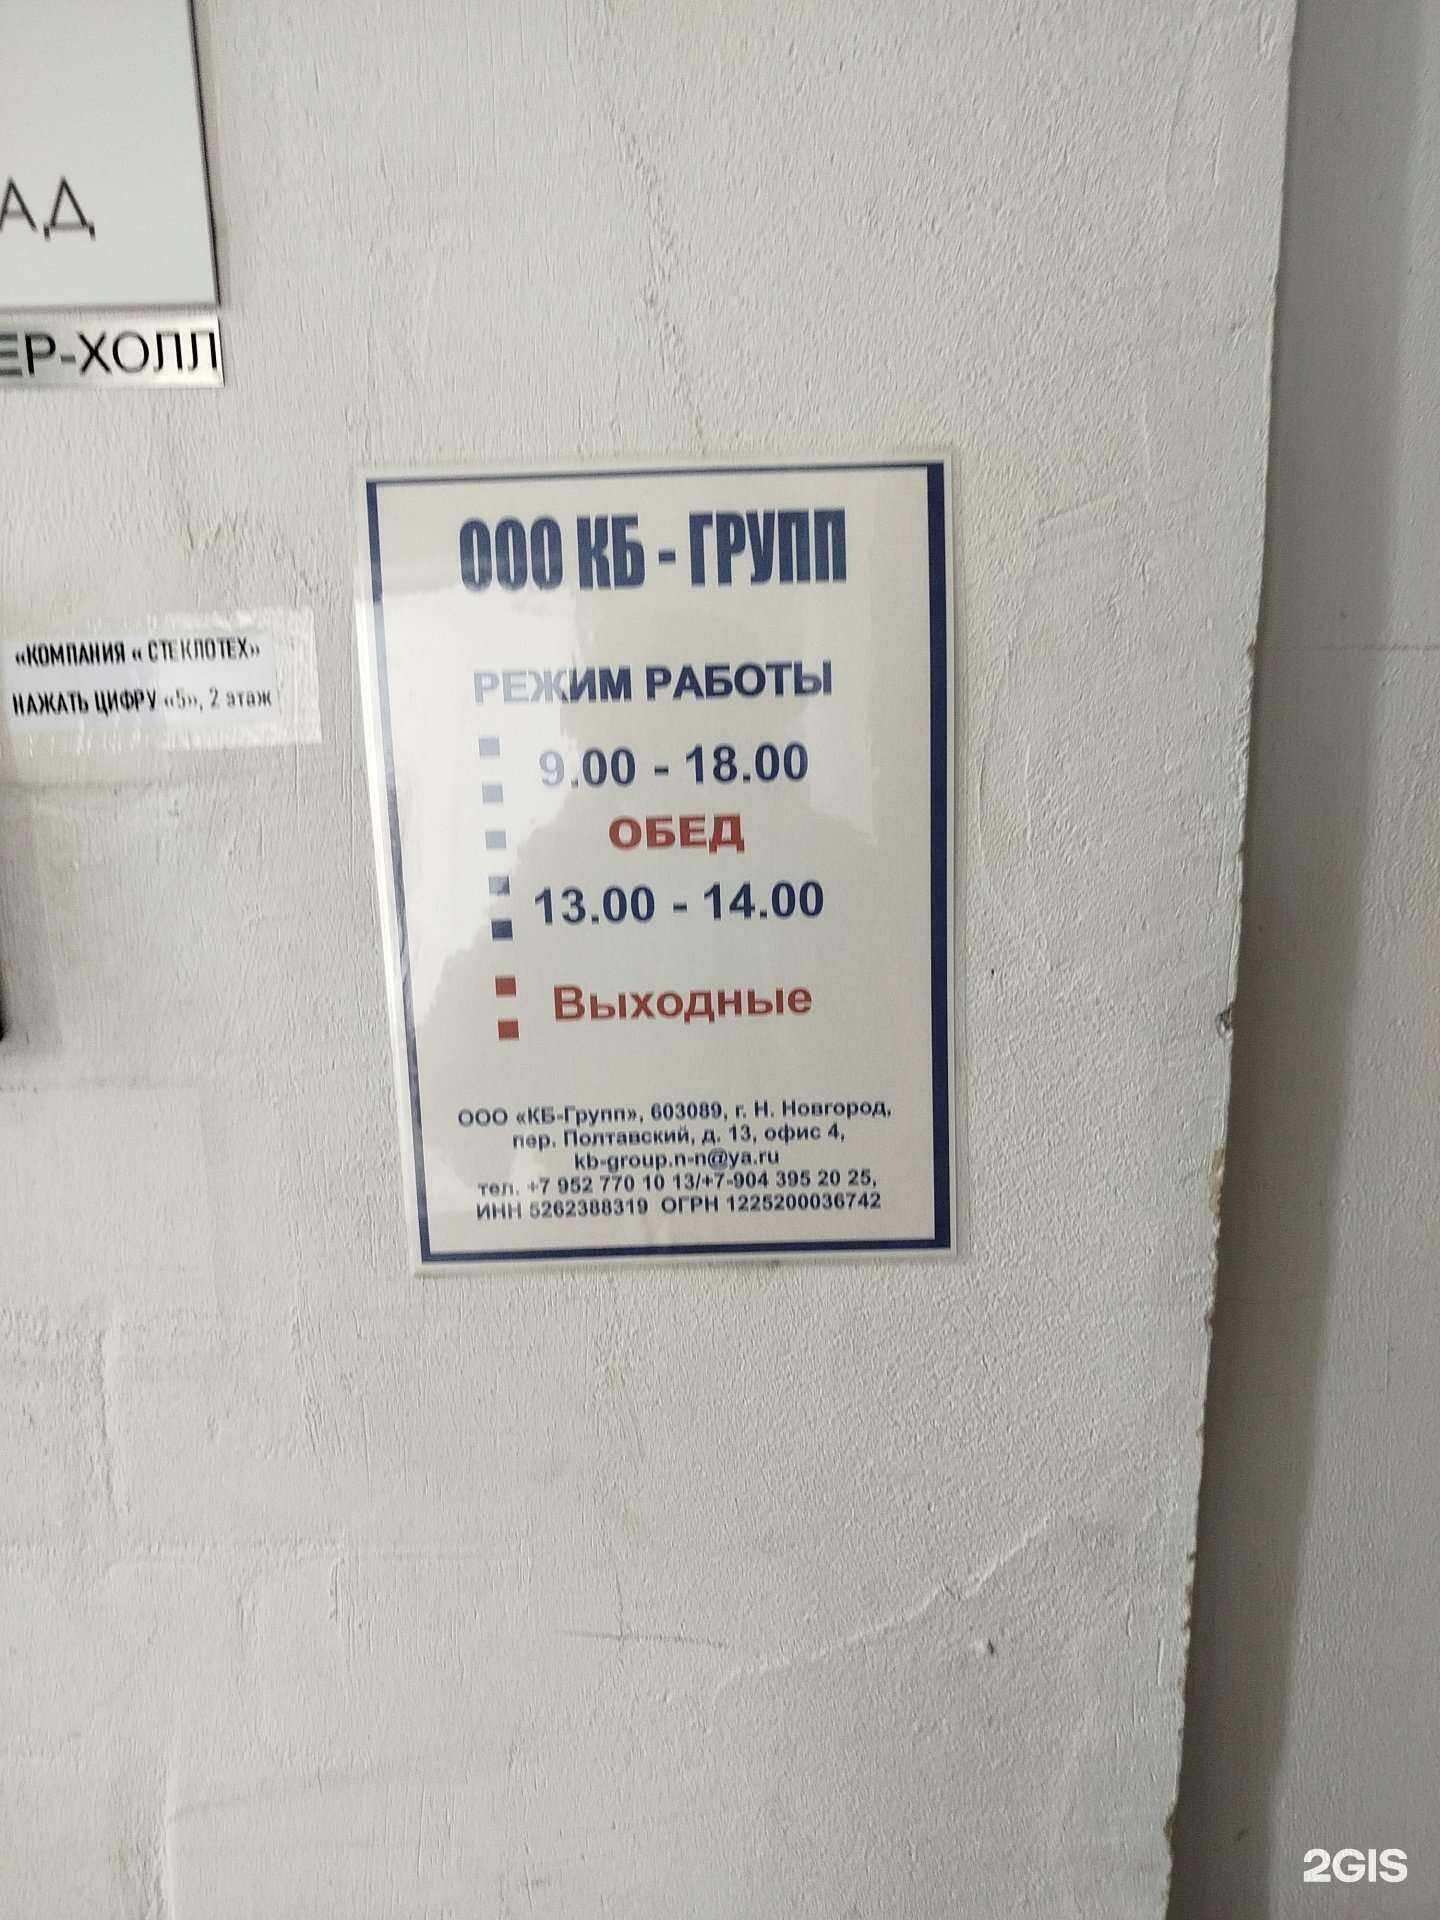 АД
ЕР-ХОЛЛ
«КОМПАНИЯ « СТЕКЛОТЕХ»
НАЖАТЬ ЦИФРУ «5», 2 этаж
ООО КБ - ГРУПП
РЕЖИМ РАБОТЫ
9.00 - 18.00
ОБЕД
13.00 - 14.00
Выходные
ООО «КБ-Групп», 603089, г. Н. Новгород,
пер. Полтавский, д. 13, офис 4,
kb-group.n-n@ya.ru
тел. +7 952 770 10 13/+7-904 395 20 25,
ИНН 5262388319 ОГРН 1225200036742
2GIS